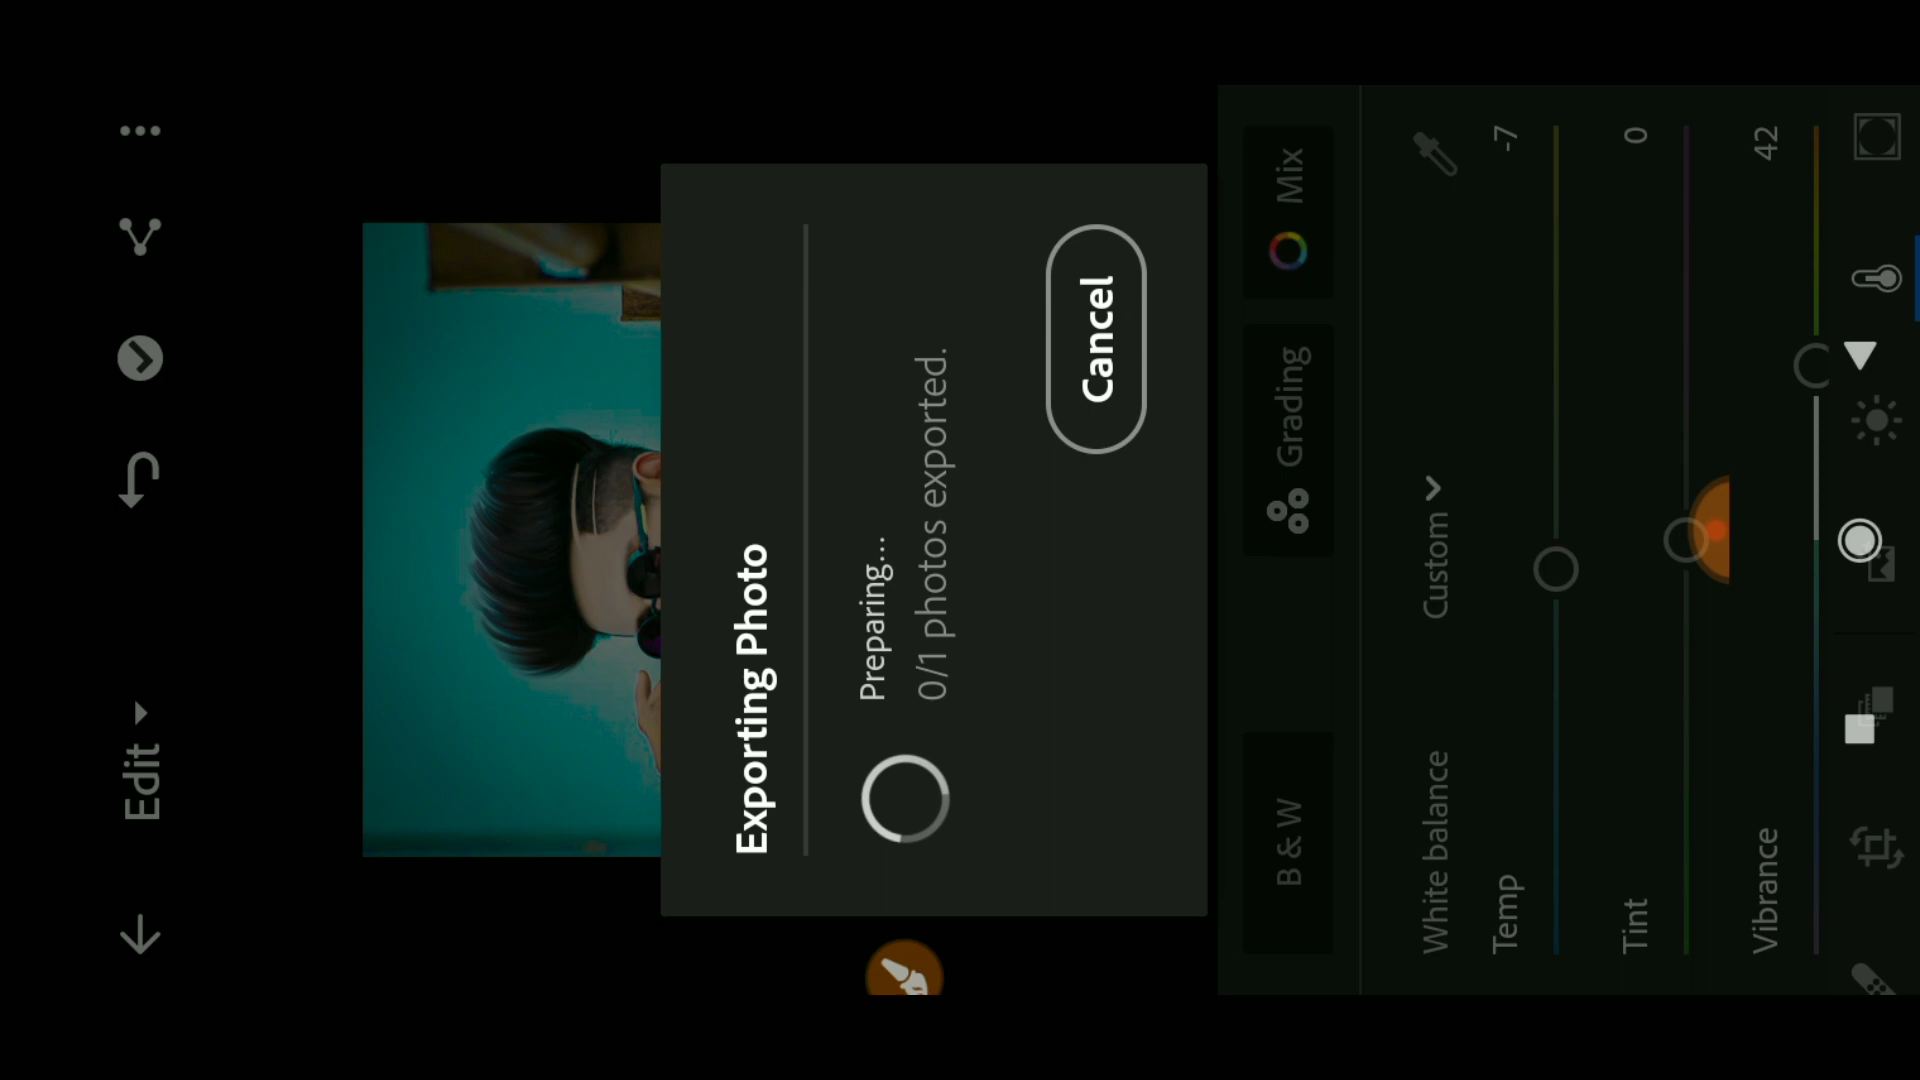 Edit
Exporting Photo
Preparing...
0/1 photos exported.
Cancel
B & W
Grading
Mix
White balance
Custom
Temp
-7
Tint
0
Vibrance
42